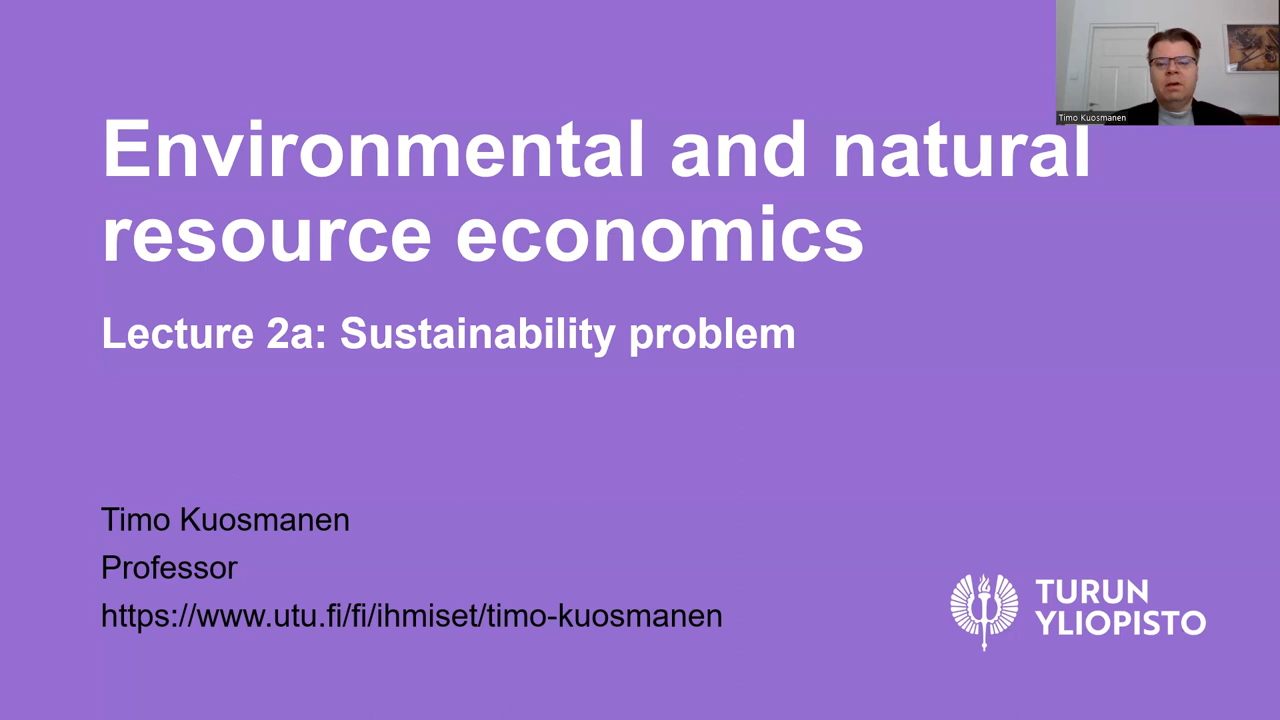 Timo Kuosmanen
Environmental and natural
resource economics
Lecture 2a: Sustainability problem
Timo Kuosmanen
Professor
https://www.utu.fi/fi/ihmiset/timo-kuosmanen
TURUN
YLIOPISTO